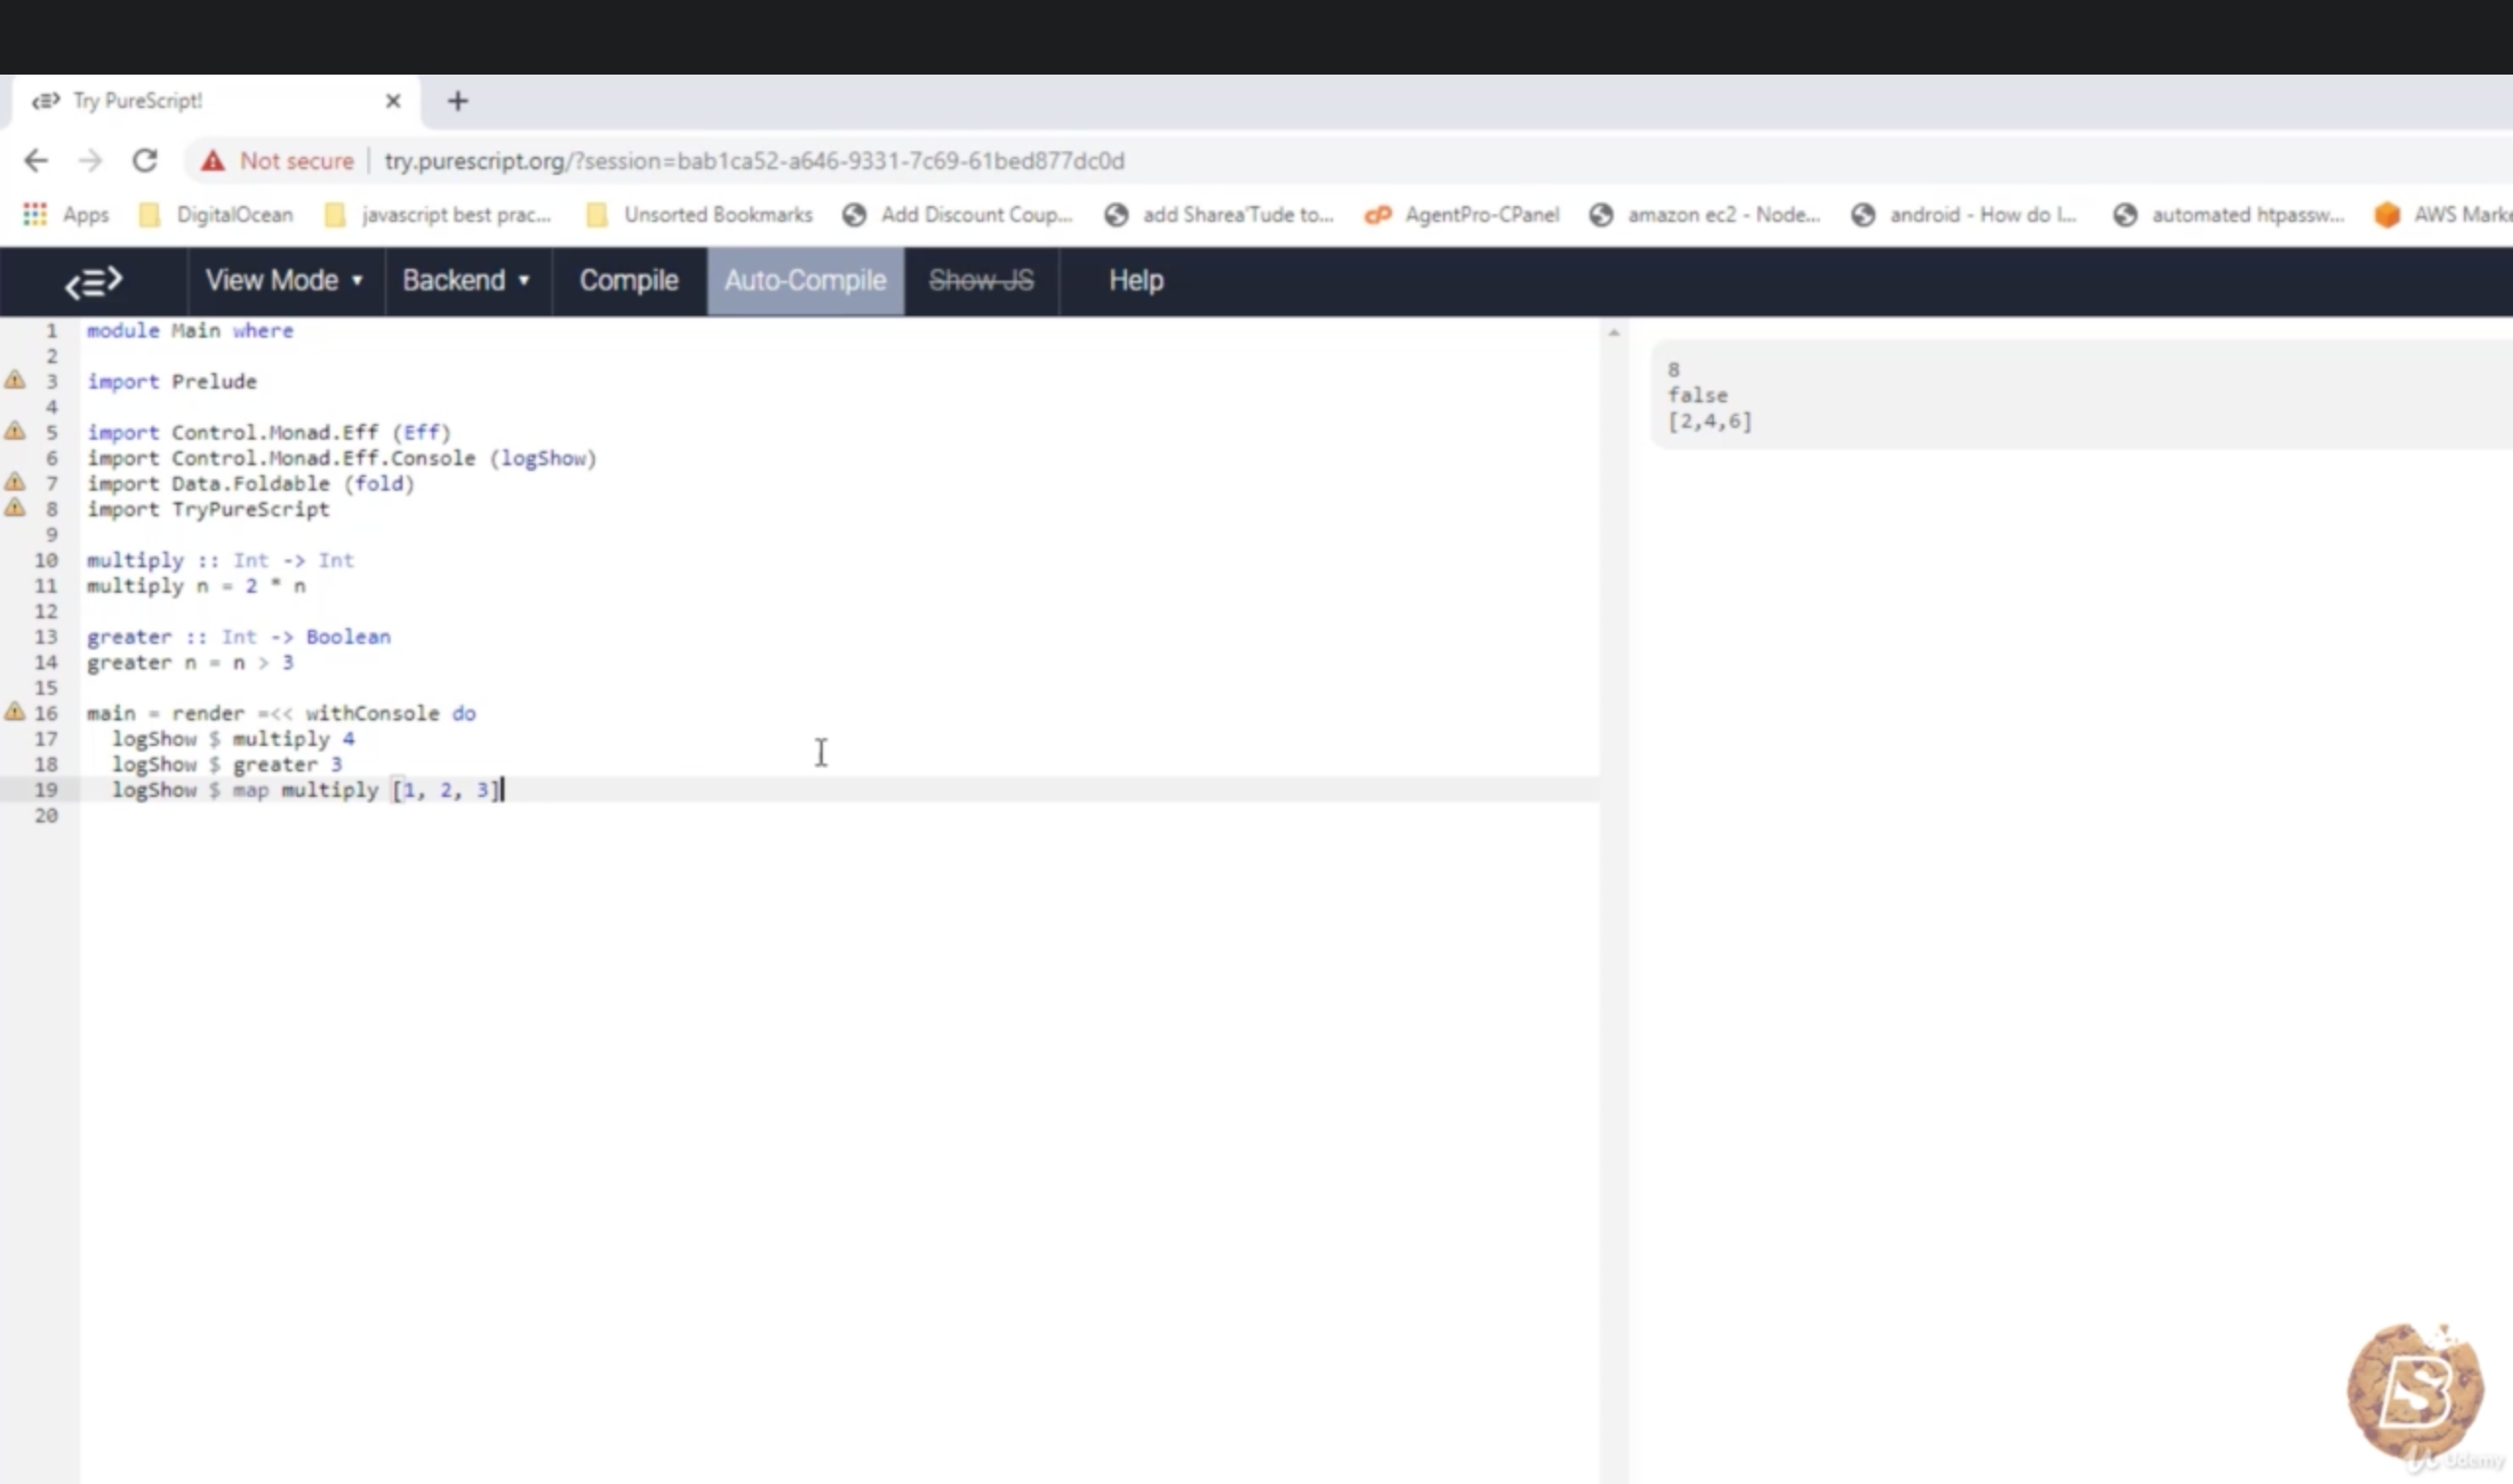 Try PureScript!
Not secure | try.purescript.org/?session=bab1ca52-a646-9331-7c69-61bed877dc0d
Apps DigitalOcean javascript best prac... Unsorted Bookmarks Add Discount Coup... add Sharea'Tude to... AgentPro-CPanel amazon ec2 - Node... android - How do I... automated htpassw... AWS Marke
View Mode ▾ Backend ▾ Compile Auto-Compile Show JS Help
1 module Main where
2
3 import Prelude
4
5 import Control.Monad.Eff (Eff)
6 import Control.Monad.Eff.Console (logShow)
7 import Data.Foldable (fold)
8 import TryPureScript
9
10 multiply :: Int -> Int
11 multiply n = 2 * n
12
13 greater :: Int -> Boolean
14 greater n = n > 3
15
16 main = render =<< withConsole do
17 logShow $ multiply 4
18 logShow $ greater 3
19 logShow $ map multiply [1, 2, 3]
20
8
false
[2,4,6]
BS
Udemy